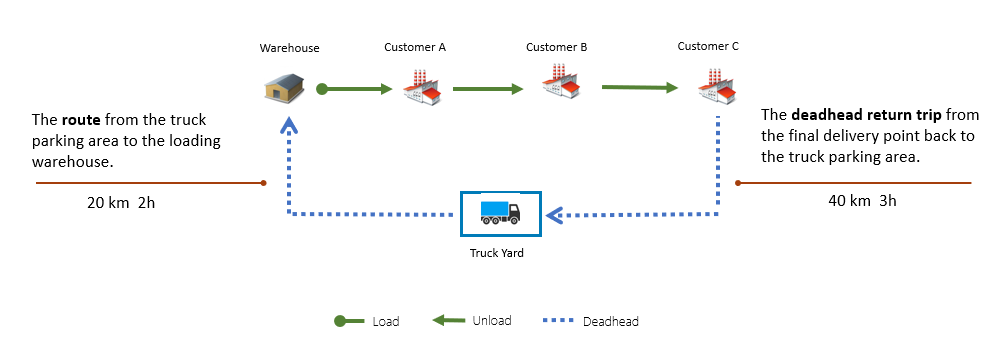 Warehouse
Customer A
Customer B
Customer C
The route from the truck
parking area to the loading
warehouse.
20 km 2h
The deadhead return trip from
the final delivery point back to
the truck parking area.
40 km 3h
Truck Yard
Load
Unload
Deadhead